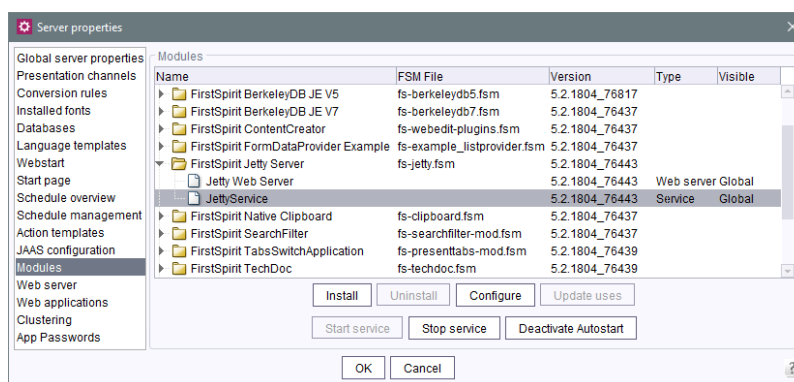 Server properties
Global server properties
Presentation channels
Conversion rules
Installed fonts
Databases
Language templates
Webstart
Start page
Schedule overview
Schedule management
Action templates
JAAS configuration
Modules
Web server
Web applications
Clustering
App Passwords
Modules
Name FSM File Version Type Visible
FirstSpirit BerkeleyDB JE V5 fs-berkeleydb5.fsm 5.2.1804_76817
FirstSpirit BerkeleyDB JE V7 fs-berkeleydb7.fsm 5.2.1804_76437
FirstSpirit ContentCreator fs-webedit-plugins.fsm 5.2.1804_76437
FirstSpirit FormDataProvider Example fs-example_listprovider.fsm 5.2.1804_76437
FirstSpirit Jetty Server fs-jetty.fsm 5.2.1804_76443
Jetty Web Server 5.2.1804_76443 Web server Global
JettyService 5.2.1804_76443 Service Global
FirstSpirit Native Clipboard fs-clipboard.fsm 5.2.1804_76437
FirstSpirit SearchFilter fs-searchfilter-mod.fsm 5.2.1804_76437
FirstSpirit TabsSwitchApplication fs-presenttabs-mod.fsm 5.2.1804_76439
FirstSpirit TechDoc fs-techdoc.fsm 5.2.1804_76439
Install Uninstall Configure Update uses
Start service Stop service Deactivate Autostart
OK Cancel
?